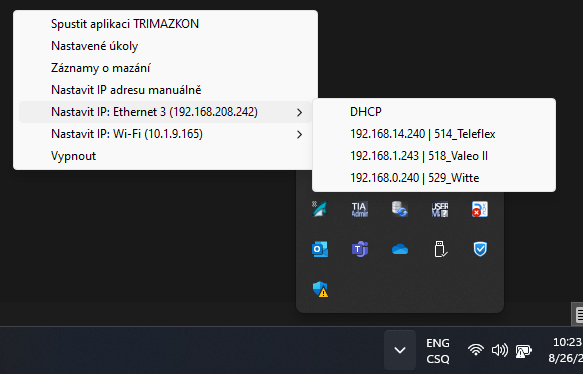 Spustit aplikaci TRIMAZKON
Nastavené úkoly
Záznamy o mazání
Nastavit IP adresu manuálně
Nastavit IP: Ethernet 3 (192.168.208.242)
Nastavit IP: Wi-Fi (10.1.9.165)
Vypnout
DHCP
192.168.14.240 | 514_Teleflex
192.168.1.243 | 518_Valeo II
192.168.0.240 | 529_Witte
TIA
Admin
USER
ENG
CSQ
10:23
8/26/2